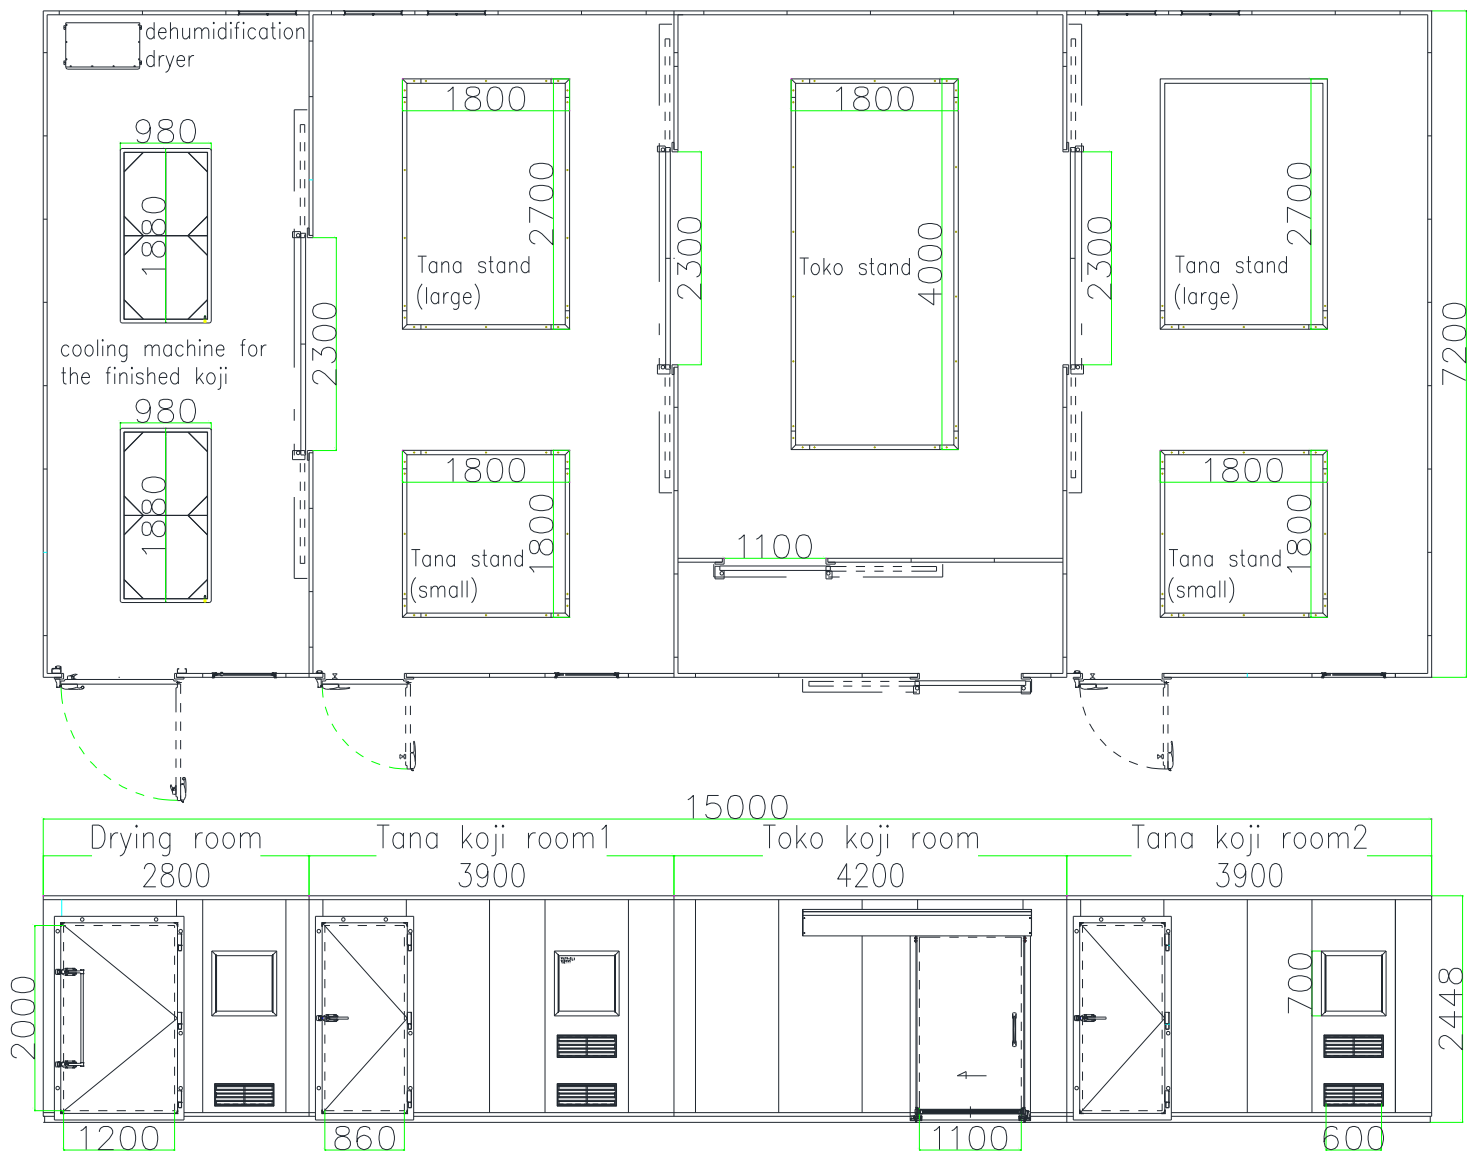 dehumidification
dryer
980
1880
cooling machine for
the finished koji
980
1880
2300
1800
2700
Tana stand
(large)
1800
1800
Tana stand
(small)
2300
1800
4000
Toko stand
1100
2300
2700
Tana stand
(large)
1800
1800
Tana stand
(small)
7200
15000
Drying room
Tana koji room1
Toko koji room
Tana koji room2
2800
3900
4200
3900
2000
700
2448
1200
860
1100
600